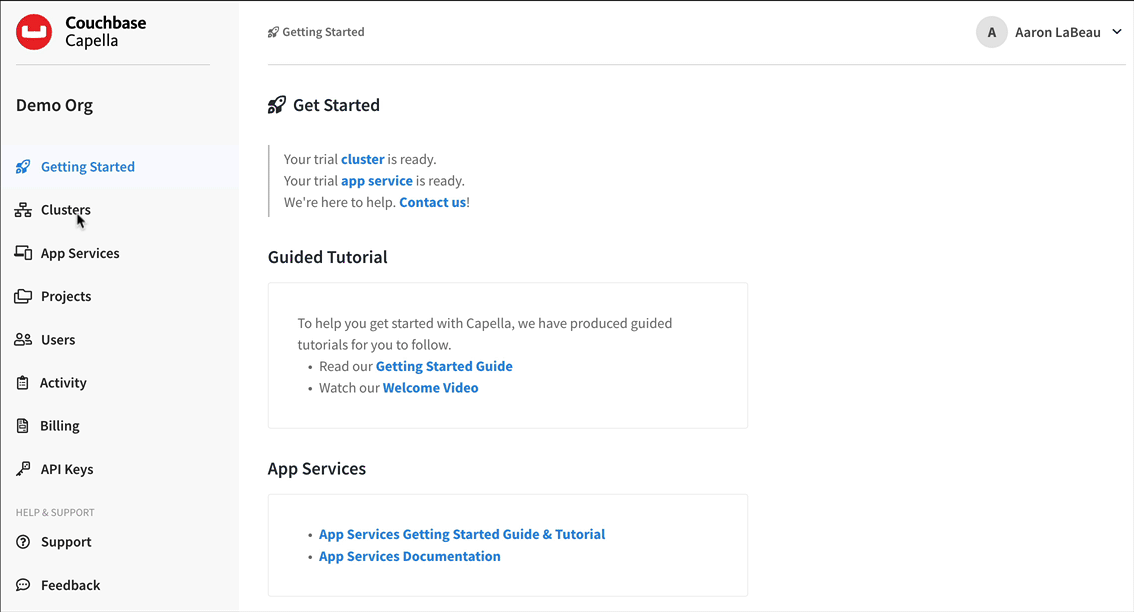 Couchbase
Capella
Getting Started
A
Aaron LaBeau
Demo Org
Getting Started
Clusters
App Services
Projects
Users
Activity
Billing
API Keys
HELP & SUPPORT
Support
Feedback
Get Started
Your trial cluster is ready.
Your trial app service is ready.
We're here to help. Contact us!
Guided Tutorial
To help you get started with Capella, we have produced guided
tutorials for you to follow.
• Read our Getting Started Guide
• Watch our Welcome Video
App Services
• App Services Getting Started Guide & Tutorial
• App Services Documentation